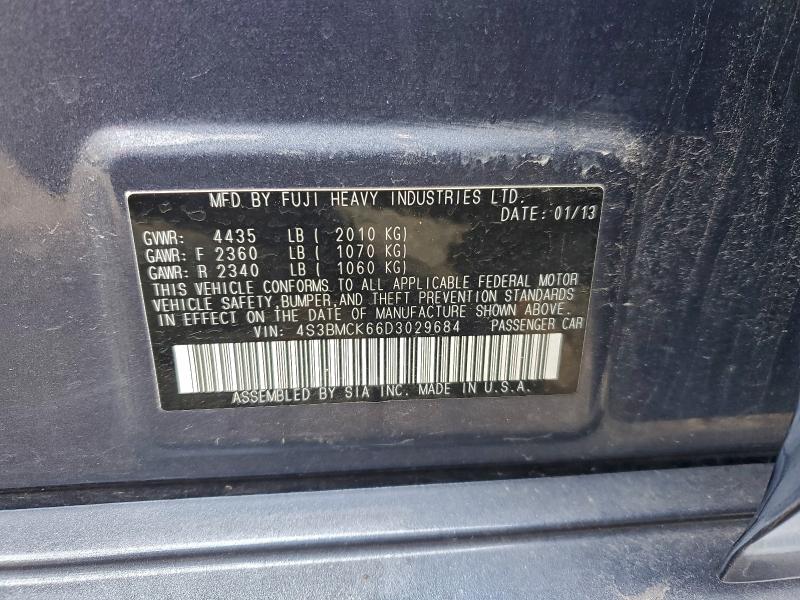 MFD. BY FUJI HEAVY INDUSTRIES LTD.
DATE: 01/13
GVWR: 4435 LB ( 2010 KG)
GAWR: F 2360 LB ( 1070 KG)
GAWR: R 2340 LB ( 1060 KG)
THIS VEHICLE CONFORMS TO ALL APPLICABLE FEDERAL MOTOR
VEHICLE SAFETY, BUMPER, AND THEFT PREVENTION STANDARDS
IN EFFECT ON THE DATE OF MANUFACTURE SHOWN ABOVE.
VIN: 4S3BMCK66D3029684 PASSENGER CAR
ASSEMBLED BY SIA INC. MADE IN U.S.A.